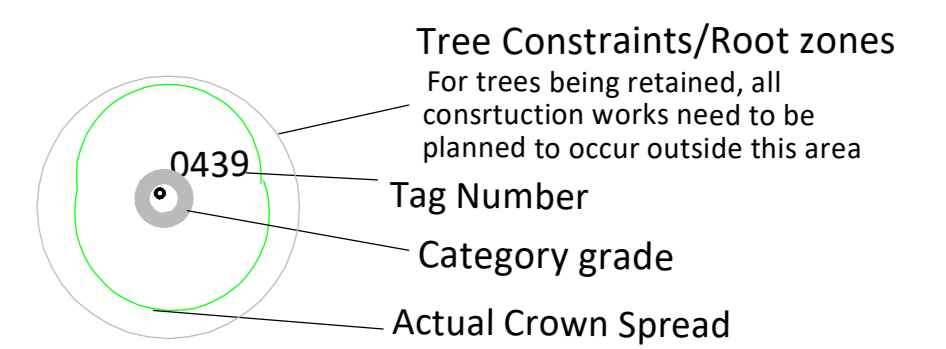 Tree Constraints/Root zones
For trees being retained, all
consrtuction works need to be
planned to occur outside this area
0439
Tag Number
Category grade
Actual Crown Spread